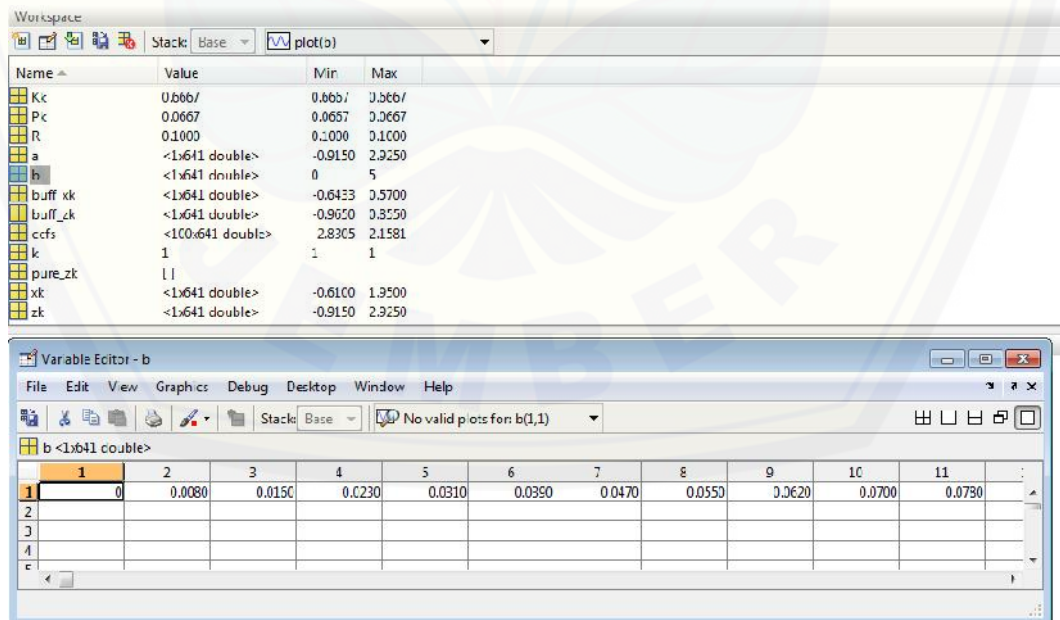 Workspace
Stack: Base plot(b)
Name Value Min Max
Kk 0.6667 0.6667 0.6667
Pk 0.0667 0.0667 0.0667
R 0.1000 0.1000 0.1000
a <1x641 double> -0.9150 2.9250
b <1x641 double> 0 5
buff_xk <1x641 double> -0.6433 0.5700
buff_zk <1x641 double> -0.9650 0.8550
<100x641 double> 2.8305 2.1581
k 1 1 1
pure_zk [ ]
xk <1x641 double> -0.6100 1.9500
zk <1x641 double> -0.9150 2.9250
EMBER
Variable Editor - b
File Edit View Graphics Debug Desktop Window Help
Stack: Base No valid plots for: b(1,1)
b <1x641 double>
1 2 3 4 5 6 7 8 9 10 11
1 0 0.0080 0.0150 0.0230 0.0310 0.0390 0.0470 0.0550 0.0620 0.0700 0.0780
2
3
4
5